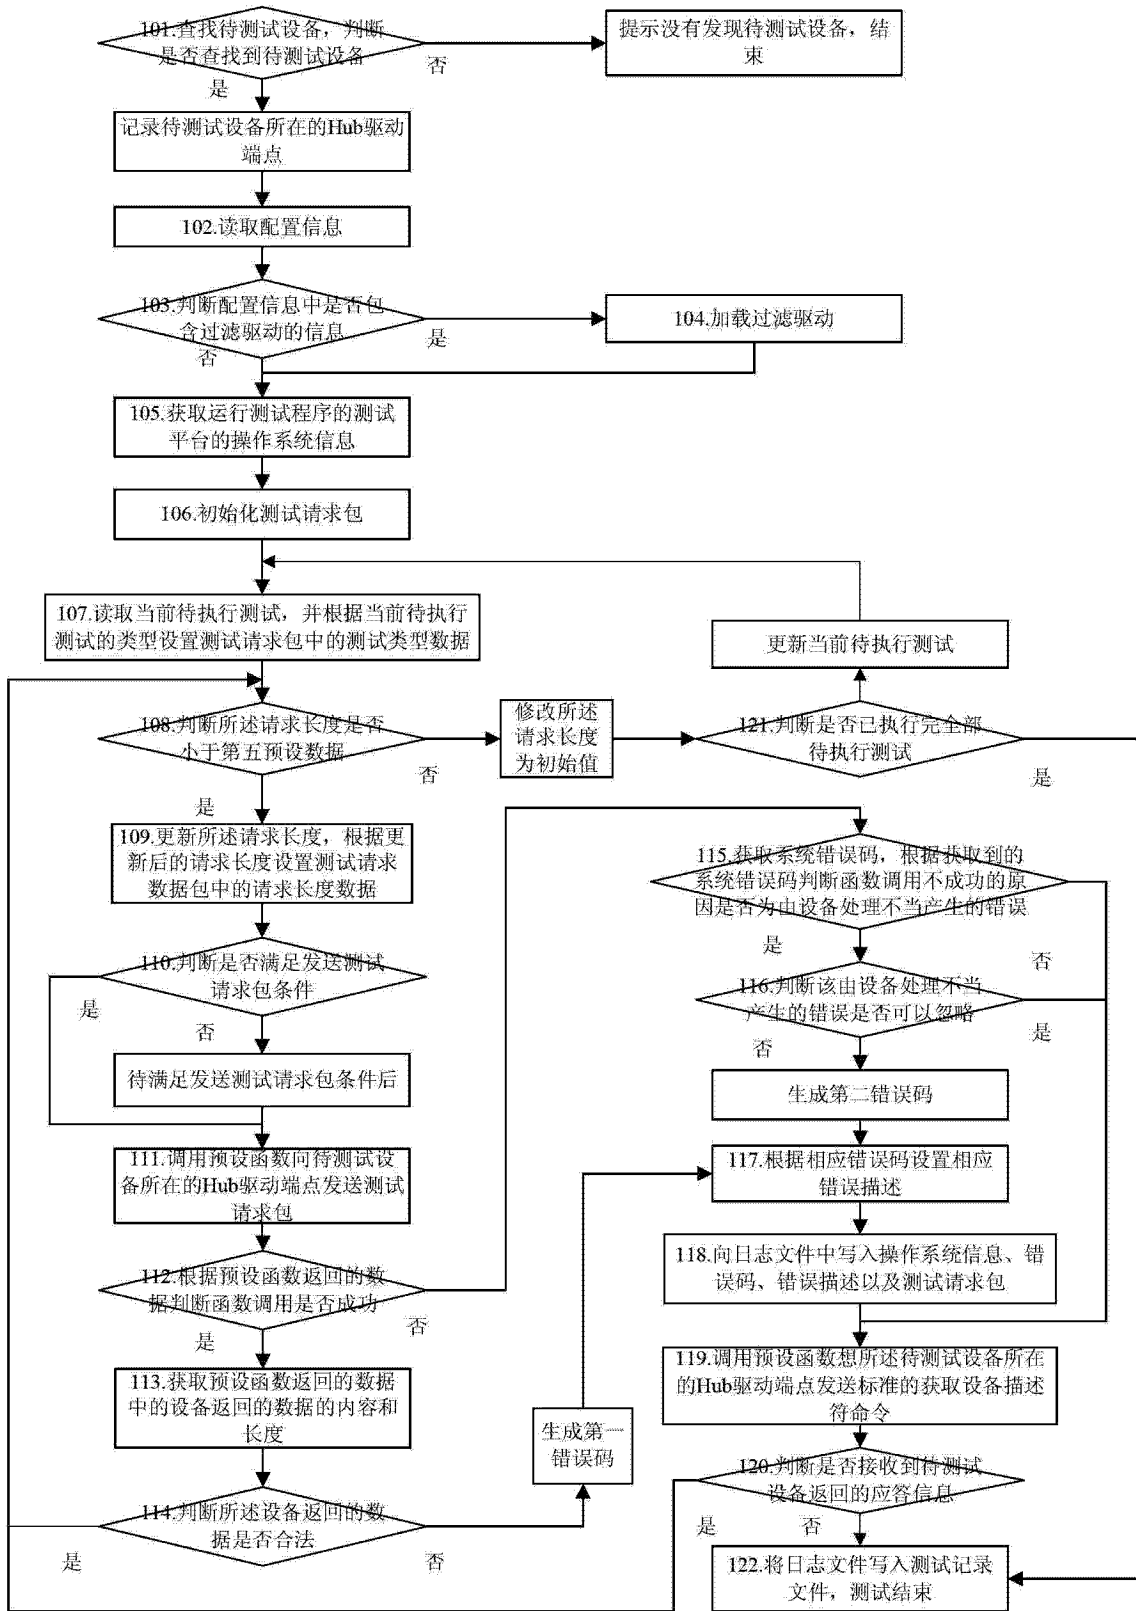 101.查找待测试设备，判断
是否查找到待测试设备
提示没有发现待测试设备，结
束
否
是
记录待测试设备所在的Hub驱动
端点
102.读取配置信息
103.判断配置信息中是否包
含过滤驱动的信息
104.加载过滤驱动
是
否
105.获取运行测试程序的测试
平台的操作系统信息
106.初始化测试请求包
107.读取当前待执行测试，并根据当前待执行
测试的类型设置测试请求包中的测试类型数据
更新当前待执行测试
108.判断所述请求长度是否
小于第五预设数据
修改所述
请求长度
为初始值
121.判断是否已执行完全部
待执行测试
否
是
是
109.更新所述请求长度，根据更
新后的请求长度设置测试请求
数据包中的请求长度数据
115.获取系统错误码，根据获取到的
系统错误码判断函数调用不成功的原
因是否为由设备处理不当产生的错误
是
否
110.判断是否满足发送测试
请求包条件
是
否
116.判断该由设备处理不当
产生的错误是否可以忽略
否
是
待满足发送测试请求包条件后
生成第二错误码
111.调用预设函数向待测试设
备所在的Hub驱动端点发送测试
请求包
117.根据相应错误码设置相应
错误描述
112.根据预设函数返回的数
据判断函数调用是否成功
否
是
118.向日志文件中写入操作系统信息、错
误码、错误描述以及测试请求包
113.获取预设函数返回的数据
中的设备返回的数据的内容和
长度
119.调用预设函数想所述待测试设备所在
的Hub驱动端点发送标准的获取设备描述
符命令
生成第一
错误码
120.判断是否接收到待测试
设备返回的应答信息
是
否
114.判断所述设备返回的数
据是否合法
是
否
122.将日志文件写入测试记录
文件，测试结束